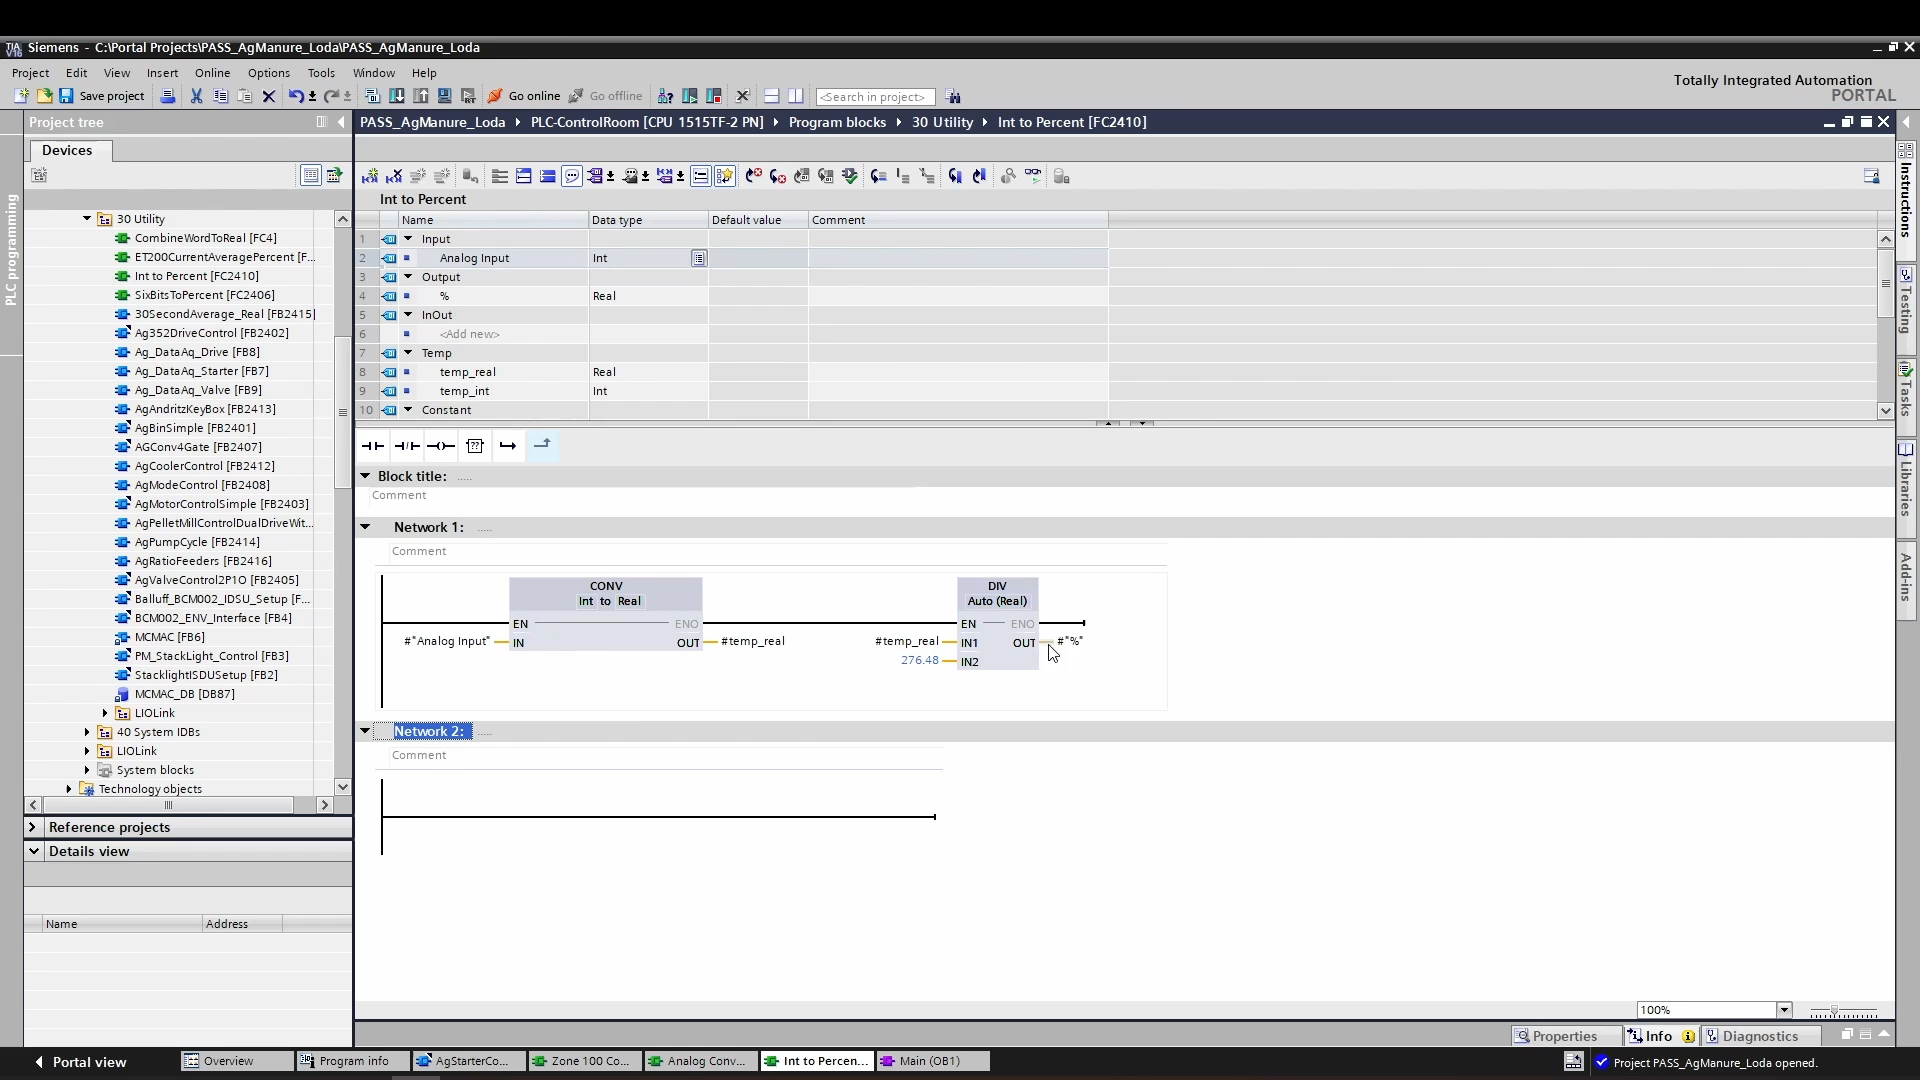 TIA V16 Siemens - C:\Portal Projects\PASS_AgManure_Loda\PASS_AgManure_Loda
Project Edit View Insert Online Options Tools Window Help
Totally Integrated Automation
PORTAL
Save project Go online Go offline <Search in project>
Project tree
PASS_AgManure_Loda PLC-ControlRoom [CPU 1515TF-2 PN] Program blocks 30 Utility Int to Percent [FC2410]
Devices
PLC programming
30 Utility
CombineWordToReal [FC4]
ET200CurrentAveragePercent [F...
Int to Percent [FC2410]
SixBitsToPercent [FC2406]
30SecondAverage_Real [FB2415]
Ag352DriveControl [FB2402]
Ag_DataAq_Drive [FB8]
Ag_DataAq_Starter [FB7]
Ag_DataAq_Valve [FB9]
AgAndritzKeyBox [FB2413]
AgBinSimple [FB2401]
AGConv4Gate [FB2407]
AgCoolerControl [FB2412]
AgModeControl [FB2408]
AgMotorControlSimple [FB2403]
AgPelletMillControlDualDriveWit...
AgPumpCycle [FB2414]
AgRatioFeeders [FB2416]
AgValveControl2P1O [FB2405]
Balluff_BCM002_IDSU_Setup [F...
BCM002_ENV_Interface [FB4]
MCMAC [FB6]
PM_StackLight_Control [FB3]
StacklightISDUSetup [FB2]
MCMAC_DB [DB87]
LIOLink
40 System IDBs
LIOLink
System blocks
Technology objects
Reference projects
Details view
Name Address
Int to Percent
Name Data type Default value Comment
1 Input
2 Analog Input Int
3 Output
4 % Real
5 InOut
6 <Add new>
7 Temp
8 temp_real Real
9 temp_int Int
10 Constant
??
Block title: .....
Comment
Network 1: .....
Comment
CONV
Int to Real
DIV
Auto (Real)
EN ENO
EN ENO
#"Analog Input" IN OUT #temp_real
#temp_real IN1 OUT #"%"
276.48 IN2
Network 2: .....
Comment
100%
Properties Info Diagnostics
Instructions
Testing
Tasks
Libraries
Add-ins
Portal view Overview Program info AgStarterCo... Zone 100 Co... Analog Conv... Int to Percen... Main (OB1)
Project PASS_AgManure_Loda opened.